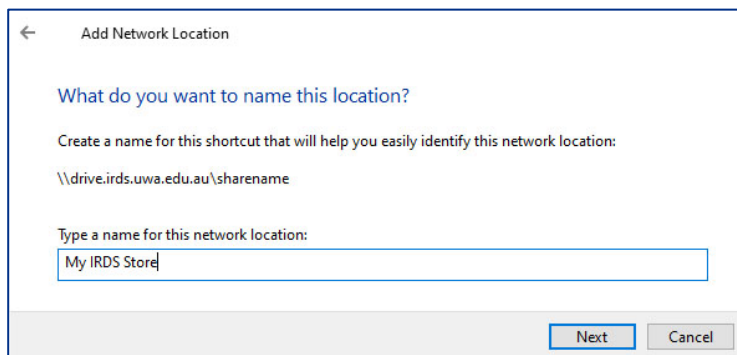 Add Network Location
What do you want to name this location?
Create a name for this shortcut that will help you easily identify this network location:
\\drive.irds.uwa.edu.au\sharename
Type a name for this network location:
My IRDS Store
Next Cancel